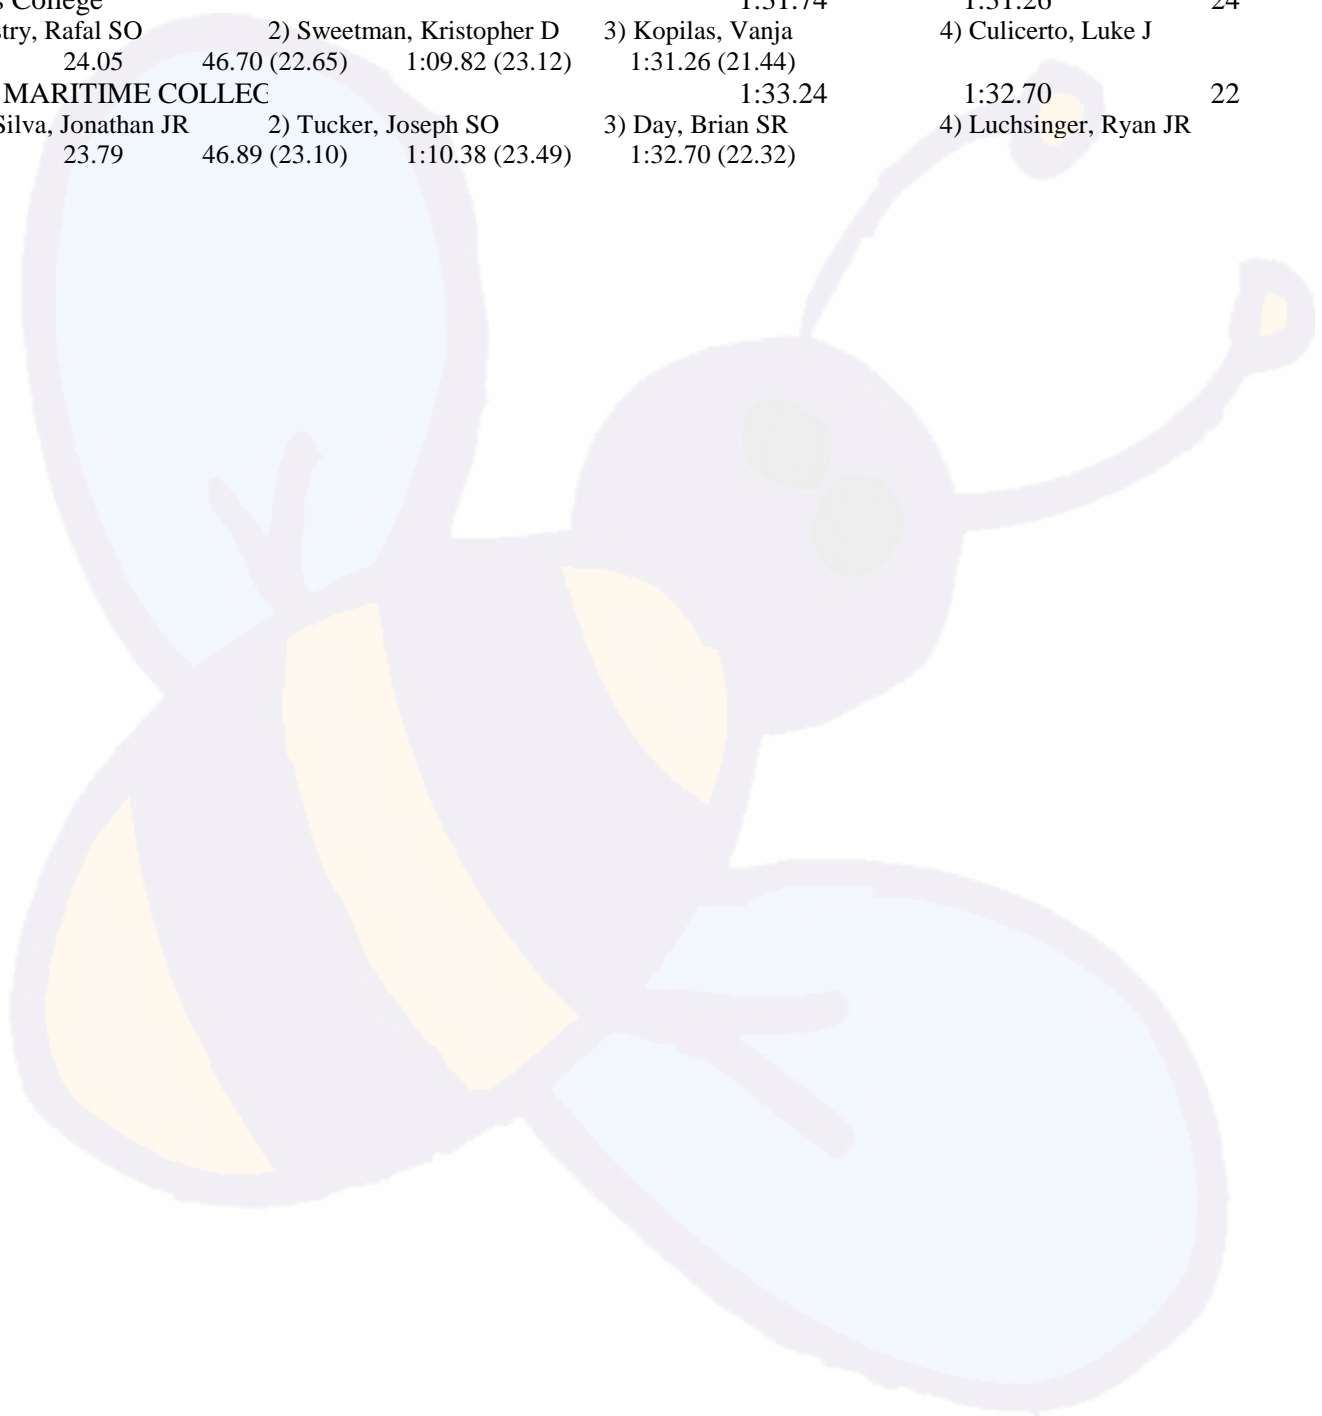 College 1:31.74 1:31.26 24
stry, Rafal SO 2) Sweetman, Kristopher D 3) Kopilas, Vanja 4) Culicerto, Luke J
24.05 46.70 (22.65) 1:09.82 (23.12) 1:31.26 (21.44)
MARITIME COLLEC 1:33.24 1:32.70 22
Silva, Jonathan JR 2) Tucker, Joseph SO 3) Day, Brian SR 4) Luchsinger, Ryan JR
23.79 46.89 (23.10) 1:10.38 (23.49) 1:32.70 (22.32)